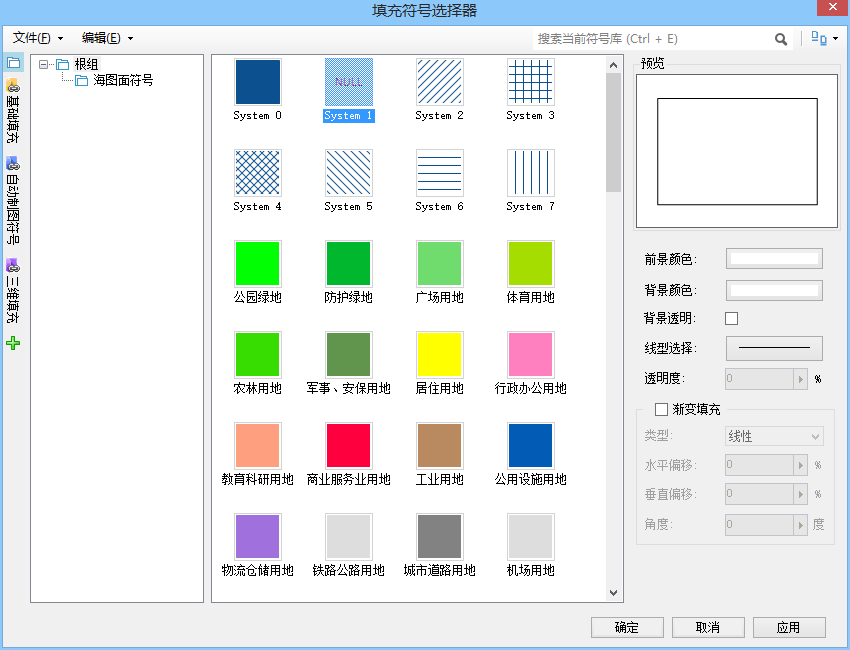 填充符号选择器
文件(F)
编辑(E)
搜索当前符号库 (Ctrl + E)
基础填充
自动制图符号
三维填充
根组
海图面符号
NULL
System 0
System 1
System 2
System 3
System 4
System 5
System 6
System 7
公园绿地
防护绿地
广场用地
体育用地
农林用地
军事、安保用地
居住用地
行政办公用地
教育科研用地
商业服务业用地
工业用地
公用设施用地
物流仓储用地
铁路公路用地
城市道路用地
机场用地
预览
前景颜色:
背景颜色:
背景透明:
线型选择:
透明度: 0 %
渐变填充
类型: 线性
水平偏移: 0 %
垂直偏移: 0 %
角度: 0 度
确定
取消
应用